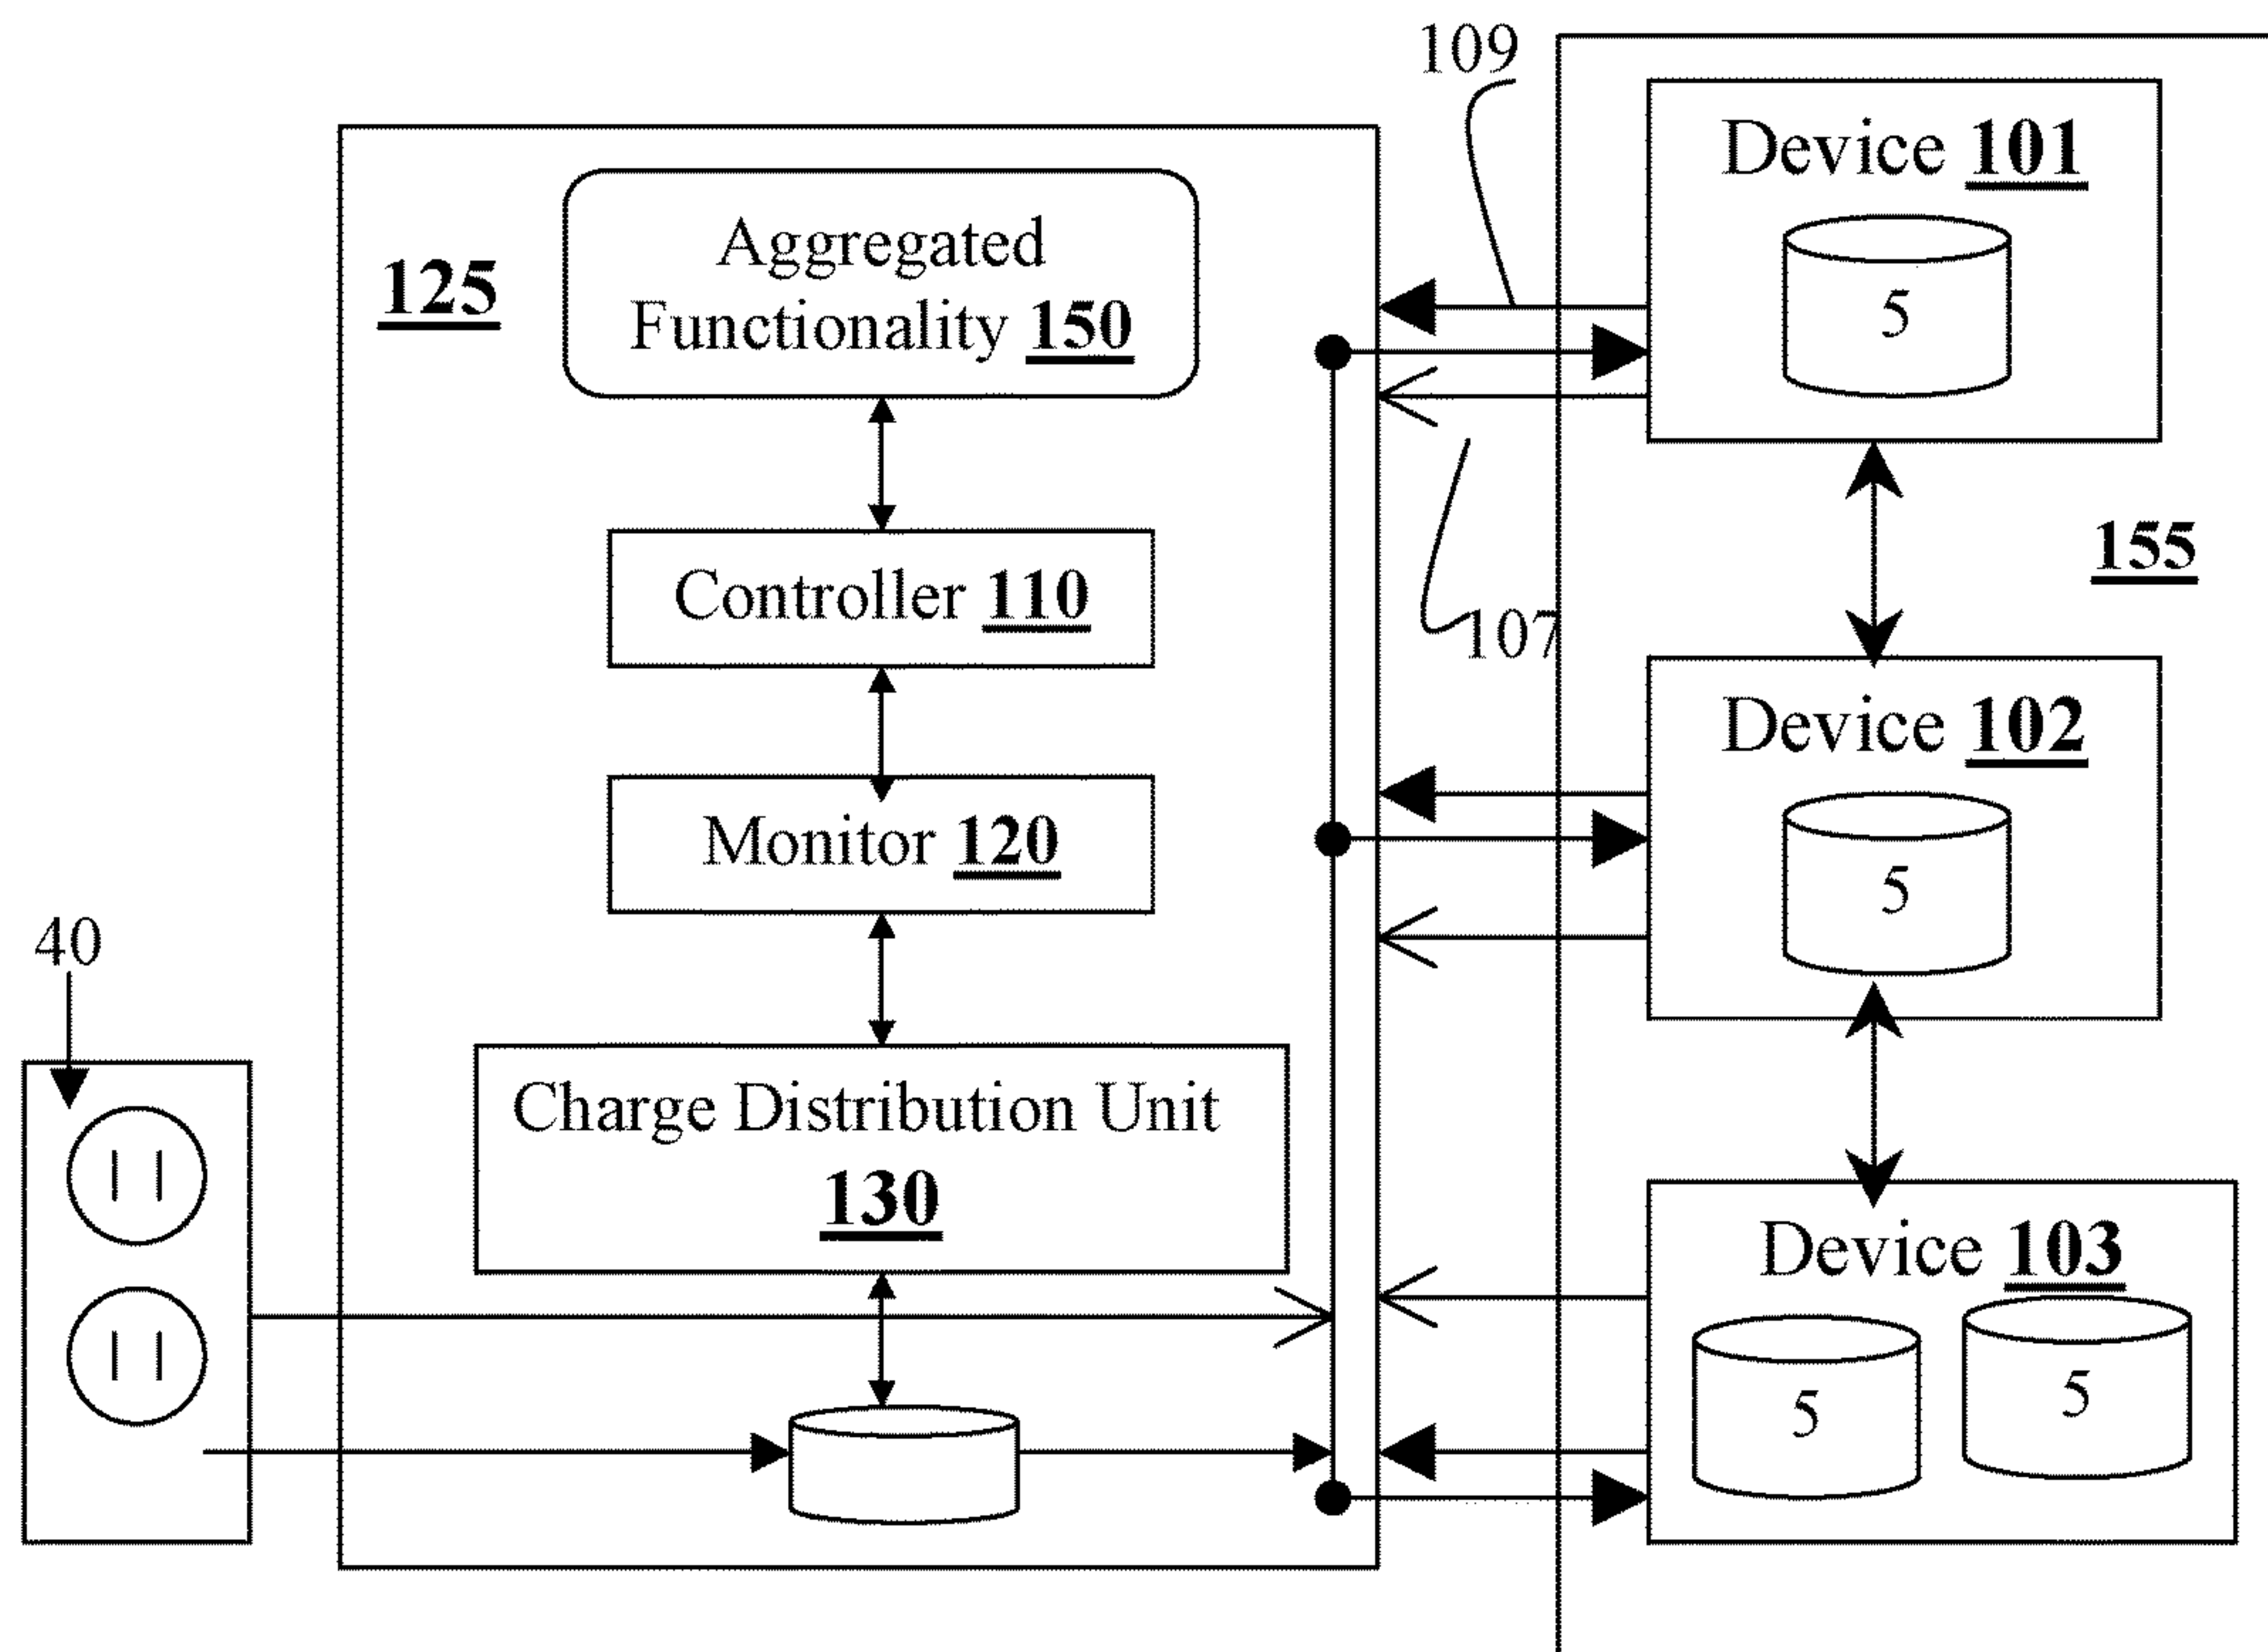 109
Device 101
5
Aggregated
Functionality 150
125
Controller 110
155
107
Device 102
5
Monitor 120
40
Charge Distribution Unit
130
Device 103
5
5